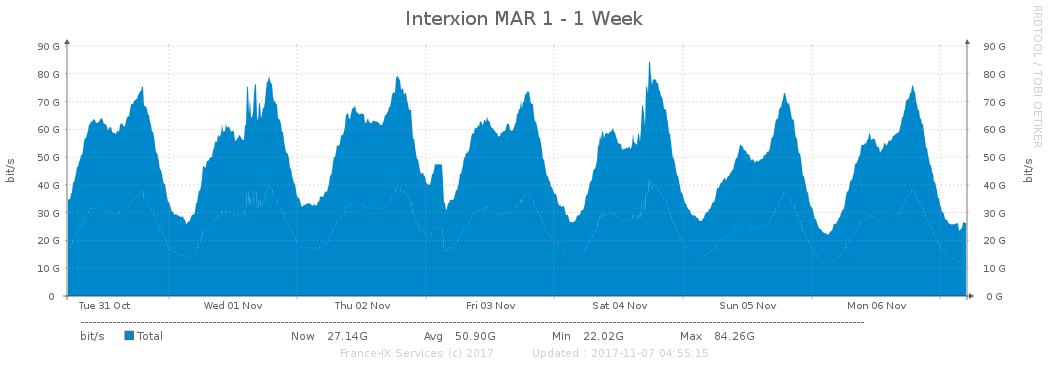 Interxion MAR 1 - 1 Week
RRDTOOL / TOBI OETIKER
90 G 90 G
80 G 80 G
70 G 70 G
60 G 60 G
50 G 50 G
40 G 40 G
30 G 30 G
20 G 20 G
10 G 10 G
0 0 G
bit/s bit/s
Tue 31 Oct Wed 01 Nov Thu 02 Nov Fri 03 Nov Sat 04 Nov Sun 05 Nov Mon 06 Nov
bit/s Total Now 27.14G Avg 50.90G Min 22.02G Max 84.26G
France-IX Services (c) 2017 Updated : 2017-11-07 04:55:15